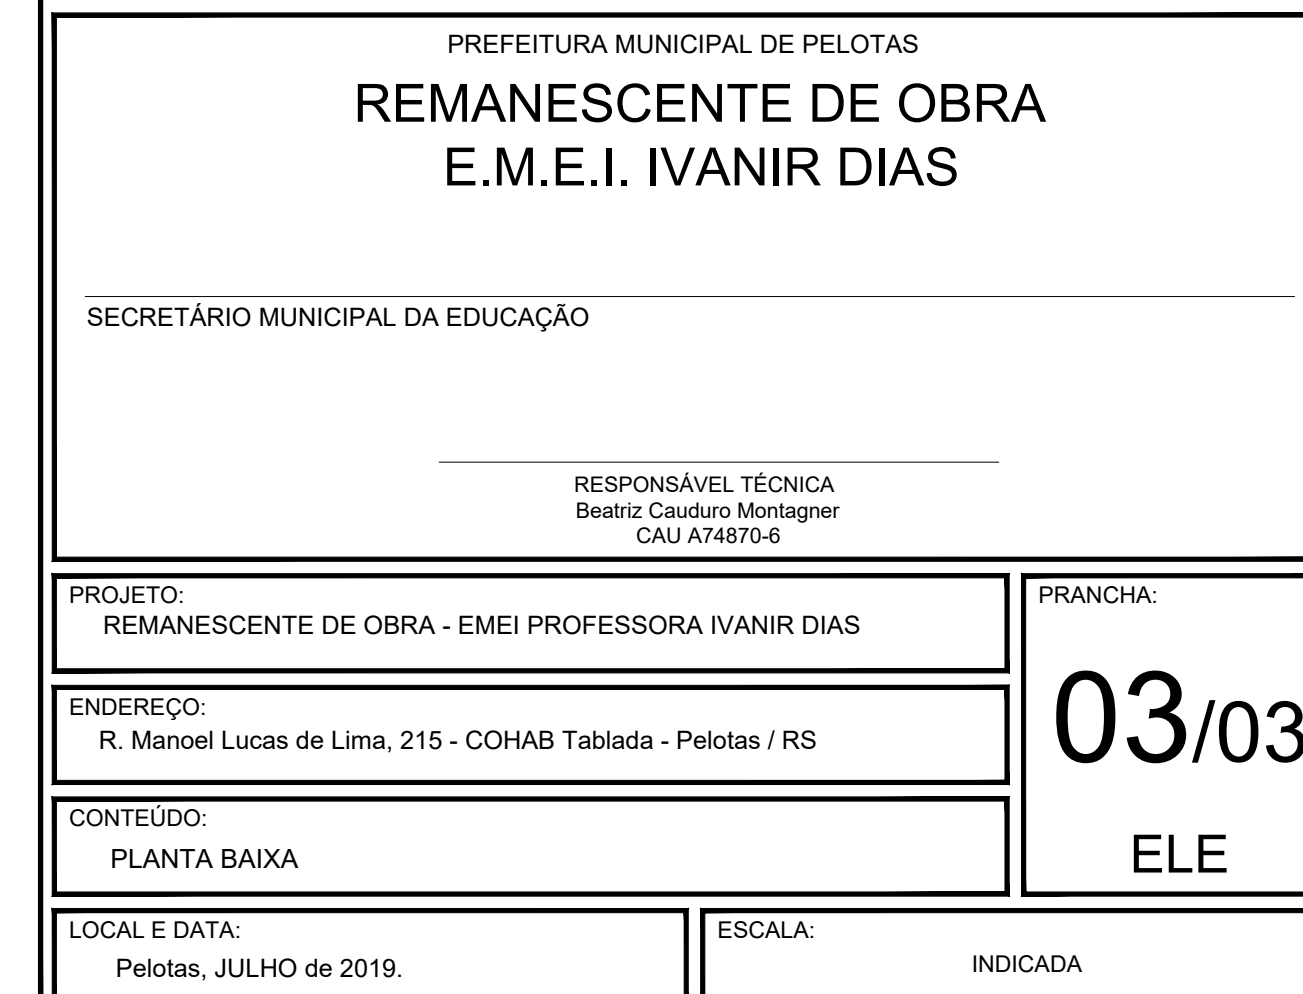 PREFEITURA MUNICIPAL DE PELOTAS
REMANESCENTE DE OBRA
E.M.E.I. IVANIR DIAS
SECRETÁRIO MUNICIPAL DA EDUCAÇÃO
RESPONSÁVEL TÉCNICA
Beatriz Cauduro Montagner
CAU A74870-6
PROJETO:
REMANESCENTE DE OBRA - EMEI PROFESSORA IVANIR DIAS
ENDEREÇO:
R. Manoel Lucas de Lima, 215 - COHAB Tablada - Pelotas / RS
CONTEÚDO:
PLANTA BAIXA
PRANCHA:
03/03
ELE
LOCAL E DATA:
Pelotas, JULHO de 2019.
ESCALA:
INDICADA